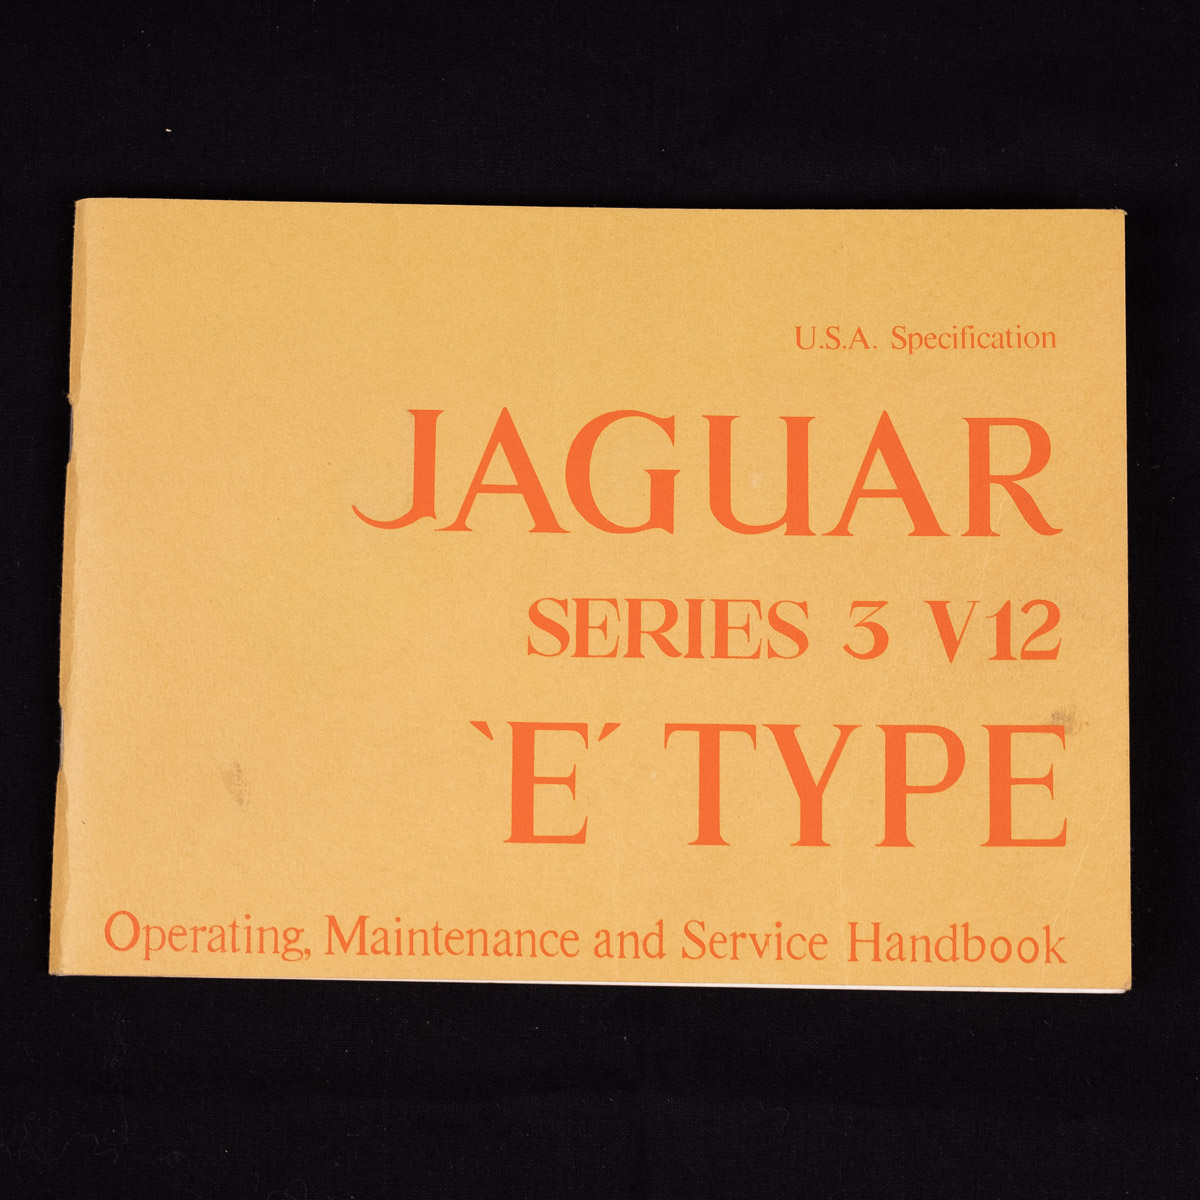 U.S.A. Specification
JAGUAR
SERIES 3 V12
`E´ TYPE
Operating, Maintenance and Service Handbook